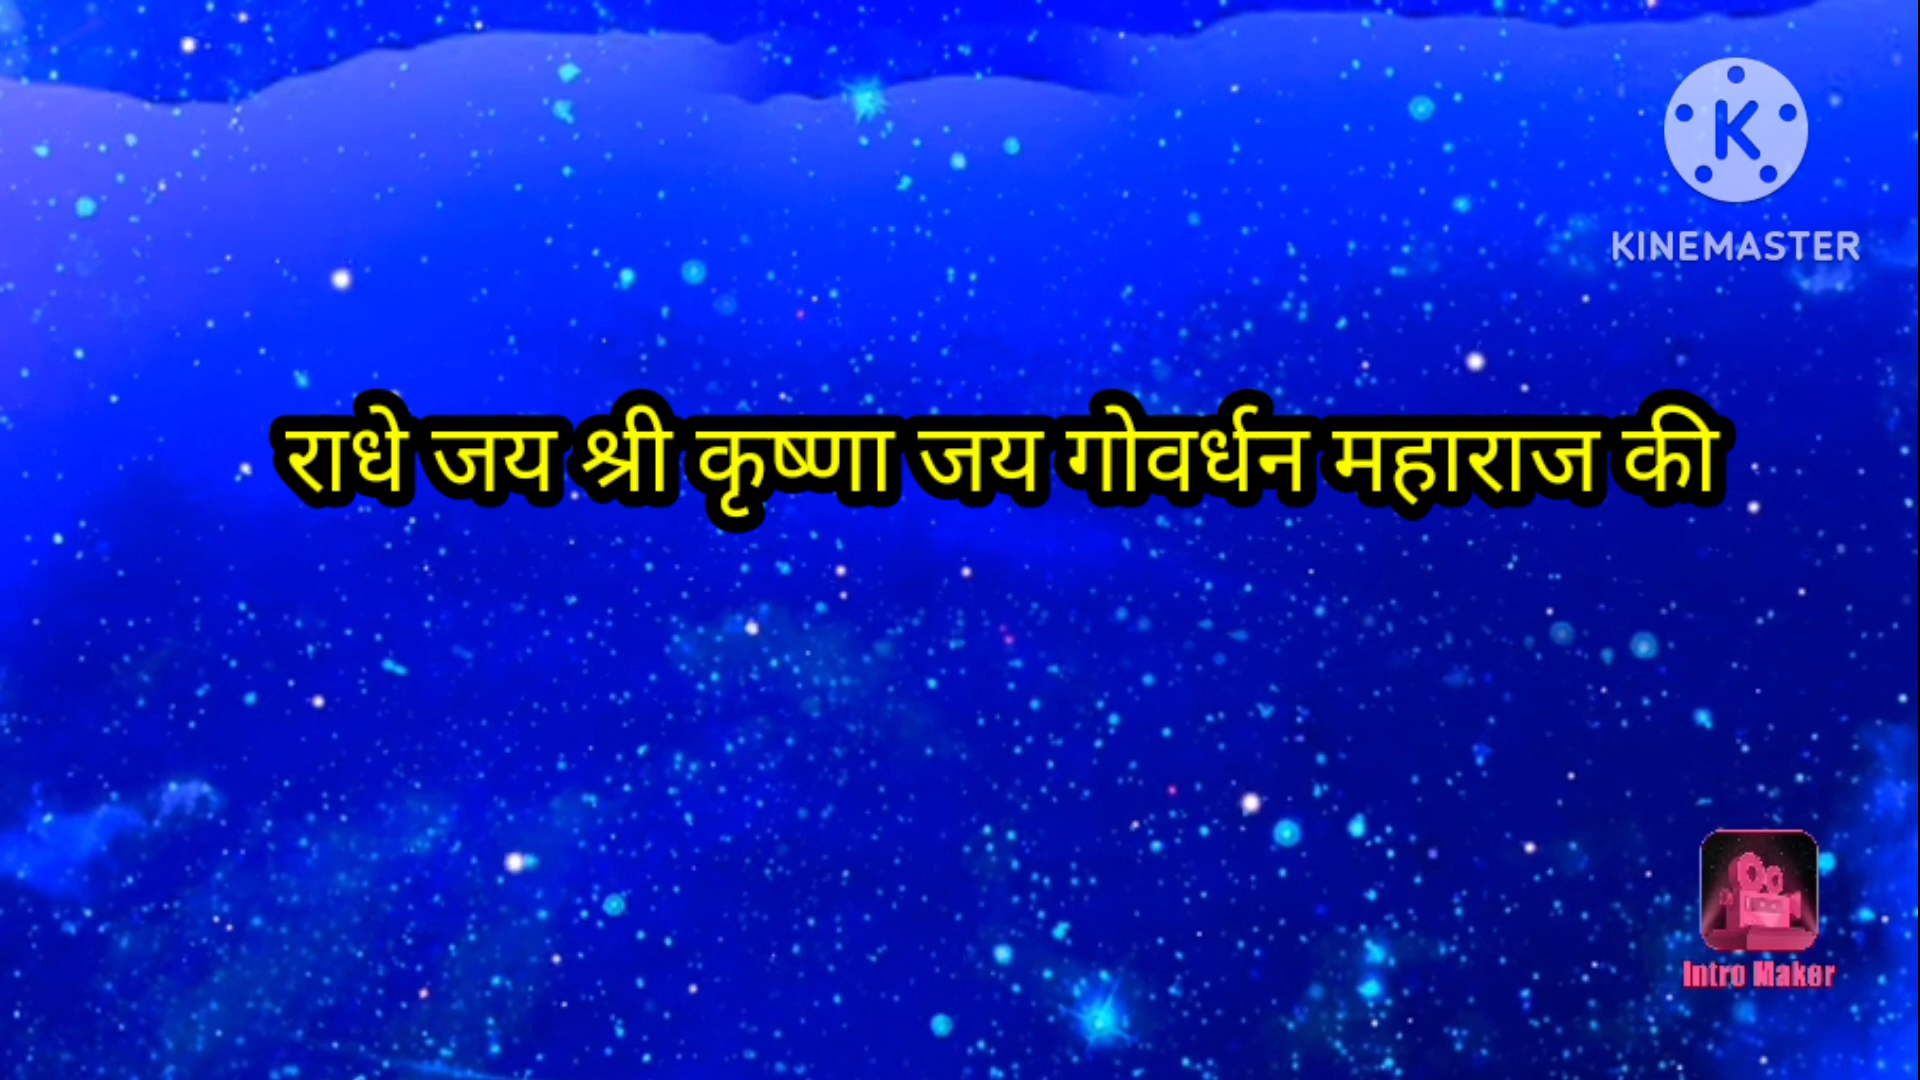 KINEMASTER
राधे जय श्री कृष्णा जय गोवर्धन महाराज की
Intro Maker